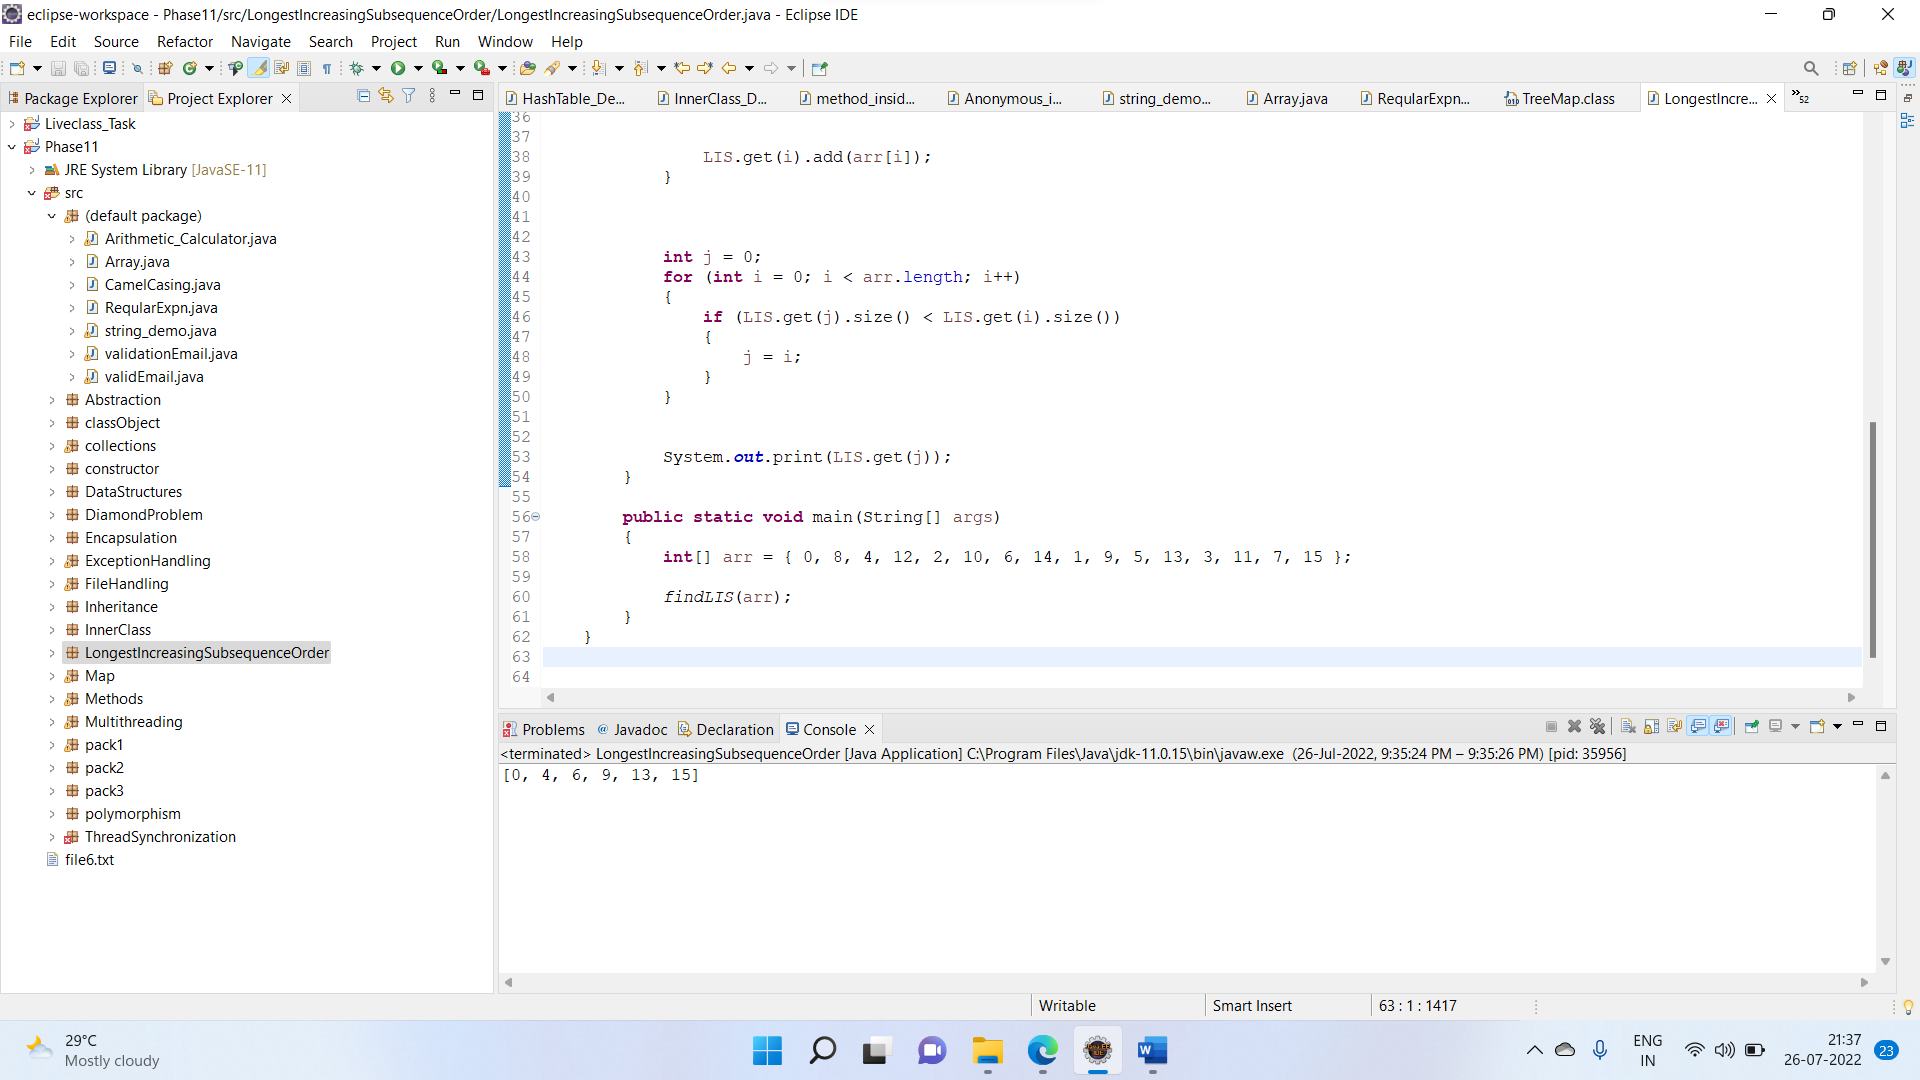 eclipse-workspace - Phase11/src/LongestIncreasingSubsequenceOrder/LongestIncreasingSubsequenceOrder.java - Eclipse IDE
File Edit Source Refactor Navigate Search Project Run Window Help
Package Explorer Project Explorer
Liveclass_Task
Phase11
JRE System Library [JavaSE-11]
src
(default package)
Arithmetic_Calculator.java
Array.java
CamelCasing.java
ReqularExpn.java
string_demo.java
validationEmail.java
validEmail.java
Abstraction
classObject
collections
constructor
DataStructures
DiamondProblem
Encapsulation
ExceptionHandling
FileHandling
Inheritance
InnerClass
LongestIncreasingSubsequenceOrder
Map
Methods
Multithreading
pack1
pack2
pack3
polymorphism
ThreadSynchronization
file6.txt
HashTable_De... InnerClass_D... method_insid... Anonymous_i... string_demo... Array.java ReqularExpn... TreeMap.class LongestIncre... »52
36
37
38 LIS.get(i).add(arr[i]);
39 }
40
41
42
43 int j = 0;
44 for (int i = 0; i < arr.length; i++)
45 {
46 if (LIS.get(j).size() < LIS.get(i).size())
47 {
48 j = i;
49 }
50 }
51
52
53 System.out.print(LIS.get(j));
54 }
55
56 public static void main(String[] args)
57 {
58 int[] arr = { 0, 8, 4, 12, 2, 10, 6, 14, 1, 9, 5, 13, 3, 11, 7, 15 };
59
60 findLIS(arr);
61 }
62 }
63
64
Problems @ Javadoc Declaration Console
<terminated> LongestIncreasingSubsequenceOrder [Java Application] C:\Program Files\Java\jdk-11.0.15\bin\javaw.exe (26-Jul-2022, 9:35:24 PM – 9:35:26 PM) [pid: 35956]
[0, 4, 6, 9, 13, 15]
Writable Smart Insert 63 : 1 : 1417
29°C
Mostly cloudy
ENG
IN
21:37
26-07-2022
23